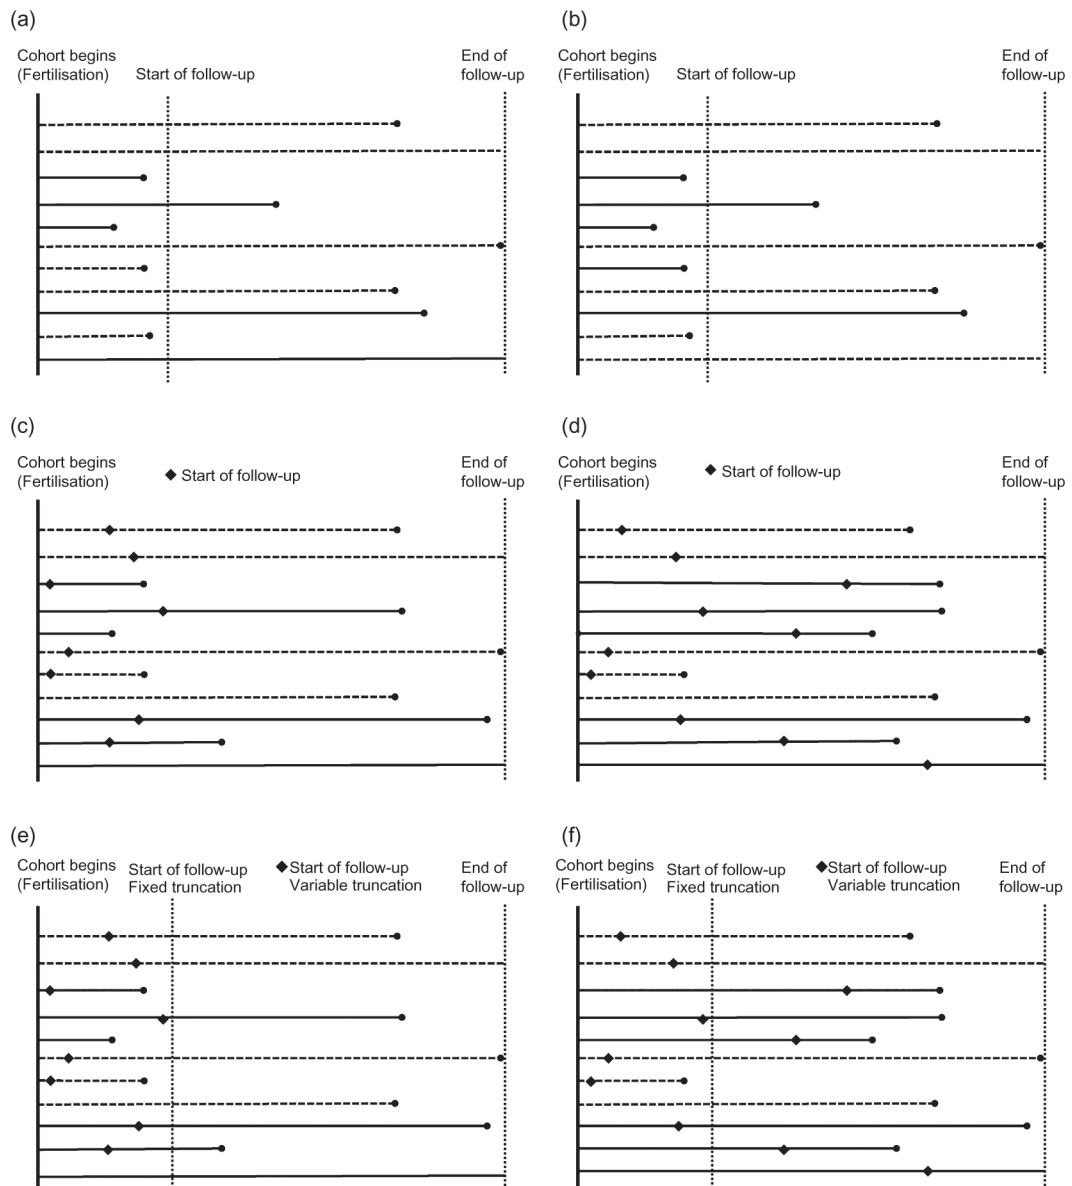 (a)
Cohort begins
(Fertilisation)
Start of follow-up
End of
follow-up
(b)
Cohort begins
(Fertilisation)
Start of follow-up
End of
follow-up
(c)
Cohort begins
(Fertilisation)
Start of follow-up
End of
follow-up
(d)
Cohort begins
(Fertilisation)
Start of follow-up
End of
follow-up
(e)
Cohort begins
(Fertilisation)
Start of follow-up
Fixed truncation
Start of follow-up
Variable truncation
End of
follow-up
(f)
Cohort begins
(Fertilisation)
Start of follow-up
Fixed truncation
Start of follow-up
Variable truncation
End of
follow-up